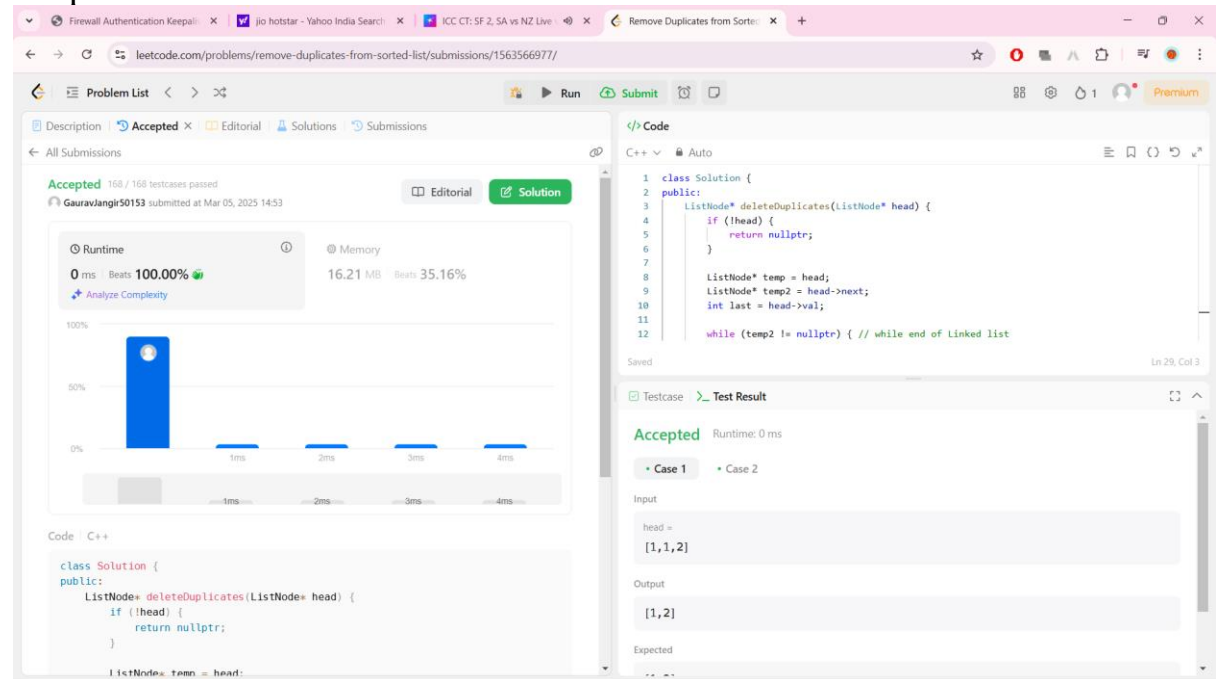 Firewall Authentication Keepali
jio hotstar - Yahoo India Search
ICC CT: SF 2, SA vs NZ Live
Remove Duplicates from Sorted
leetcode.com/problems/remove-duplicates-from-sorted-list/submissions/1563566977/
Problem List
Run
Submit
1
Premium
Description
Accepted
Editorial
Solutions
Submissions
All Submissions
Accepted 168 / 168 testcases passed
GauravJangir50153 submitted at Mar 05, 2025 14:53
Editorial
Solution
Runtime
0 ms Beats 100.00%
Analyze Complexity
Memory
16.21 MB Beats 35.16%
100%
50%
0%
1ms 2ms 3ms 4ms
1ms 2ms 3ms 4ms
Code C++
class Solution {
public:
ListNode* deleteDuplicates(ListNode* head) {
if (!head) {
return nullptr;
}
ListNode* temp = head;
</> Code
C++ Auto
1 class Solution {
2 public:
3 ListNode* deleteDuplicates(ListNode* head) {
4 if (!head) {
5 return nullptr;
6 }
7
8 ListNode* temp = head;
9 ListNode* temp2 = head->next;
10 int last = head->val;
11
12 while (temp2 != nullptr) { // while end of Linked list
Saved
Ln 29, Col 3
Testcase
Test Result
Accepted Runtime: 0 ms
Case 1 Case 2
Input
head =
[1,1,2]
Output
[1,2]
Expected